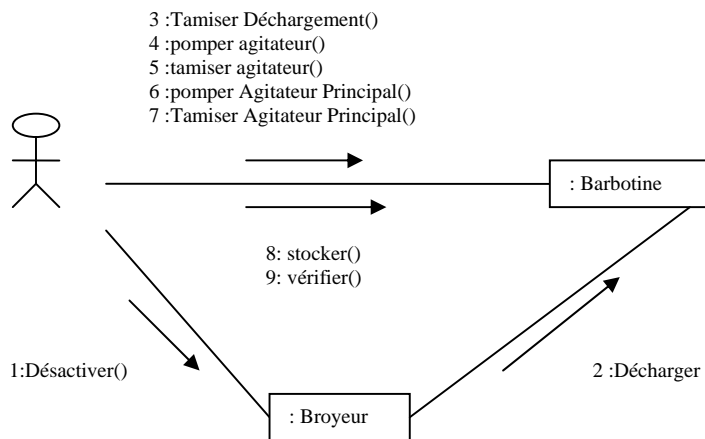 3 :Tamiser Déchargement()
4 :pomper agitateur()
5 :tamiser agitateur()
6 :pomper Agitateur Principal()
7 :Tamiser Agitateur Principal()
: Barbotine
8: stocker()
9: vérifier()
1:Désactiver()
2 :Décharger
: Broyeur